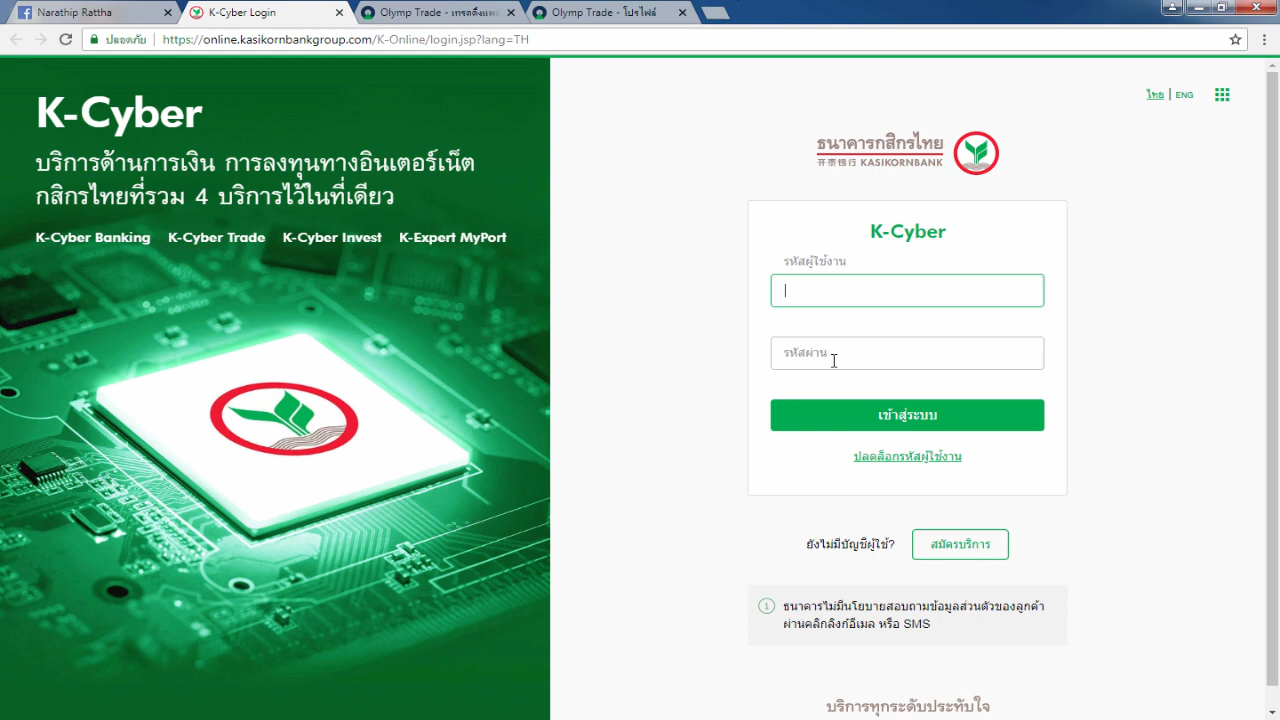 Narathip Rattha
K-Cyber Login
Olymp Trade - เทรดดิ้งแพล
Olymp Trade - โปรไฟล์
ปลอดภัย
https://online.kasikornbankgroup.com/K-Online/login.jsp?lang=TH
K-Cyber
บริการด้านการเงิน การลงทุนทางอินเตอร์เน็ต
กสิกรไทยที่รวม 4 บริการไว้ในที่เดียว
K-Cyber Banking K-Cyber Trade K-Cyber Invest K-Expert MyPort
ไทย | ENG
ธนาคารกสิกรไทย
开泰银行 KASIKORNBANK
K-Cyber
รหัสผู้ใช้งาน
รหัสผ่าน
เข้าสู่ระบบ
ปลดล็อกรหัสผู้ใช้งาน
ยังไม่มีบัญชีผู้ใช้?
สมัครบริการ
ธนาคารไม่มีนโยบายสอบถามข้อมูลส่วนตัวของลูกค้า
ผ่านคลิกลิงก์อีเมล หรือ SMS
บริการทุกระดับประทับใจ